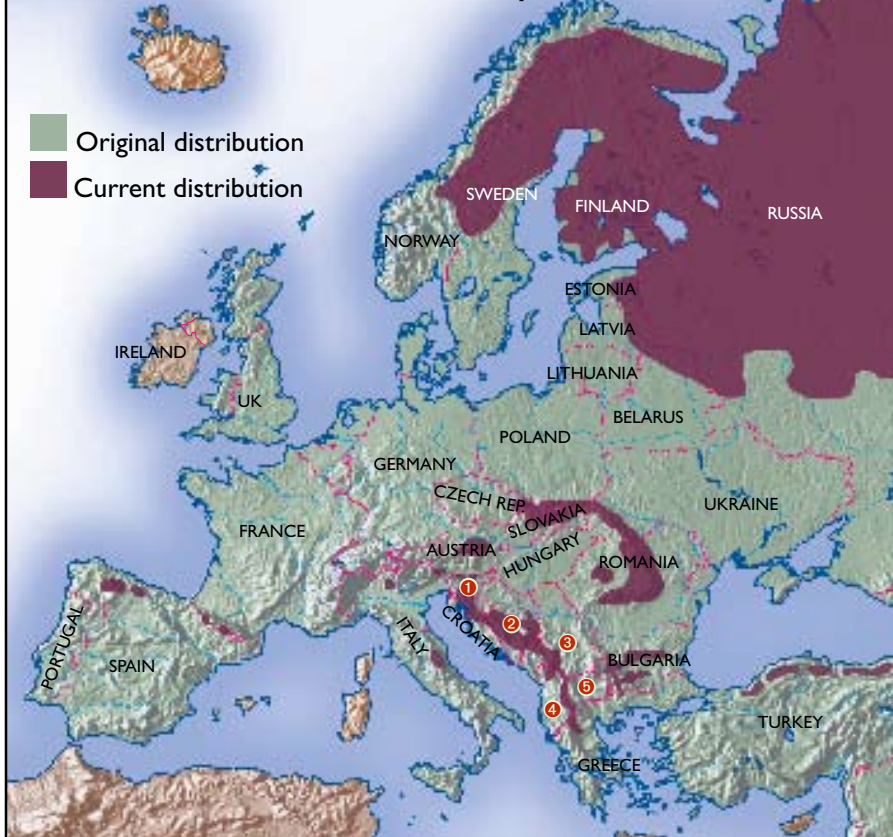 Original distribution
Current distribution
SWEDEN
FINLAND
RUSSIA
NORWAY
ESTONIA
LATVIA
IRELAND
LITHUANIA
UK
BELARUS
POLAND
GERMANY
CZECH REP.
UKRAINE
SLOVAKIA
FRANCE
AUSTRIA
HUNGARY
ROMANIA
1
2
CROATIA
ITALY
3
PORTUGAL
SPAIN
BULGARIA
5
4
TURKEY
GREECE